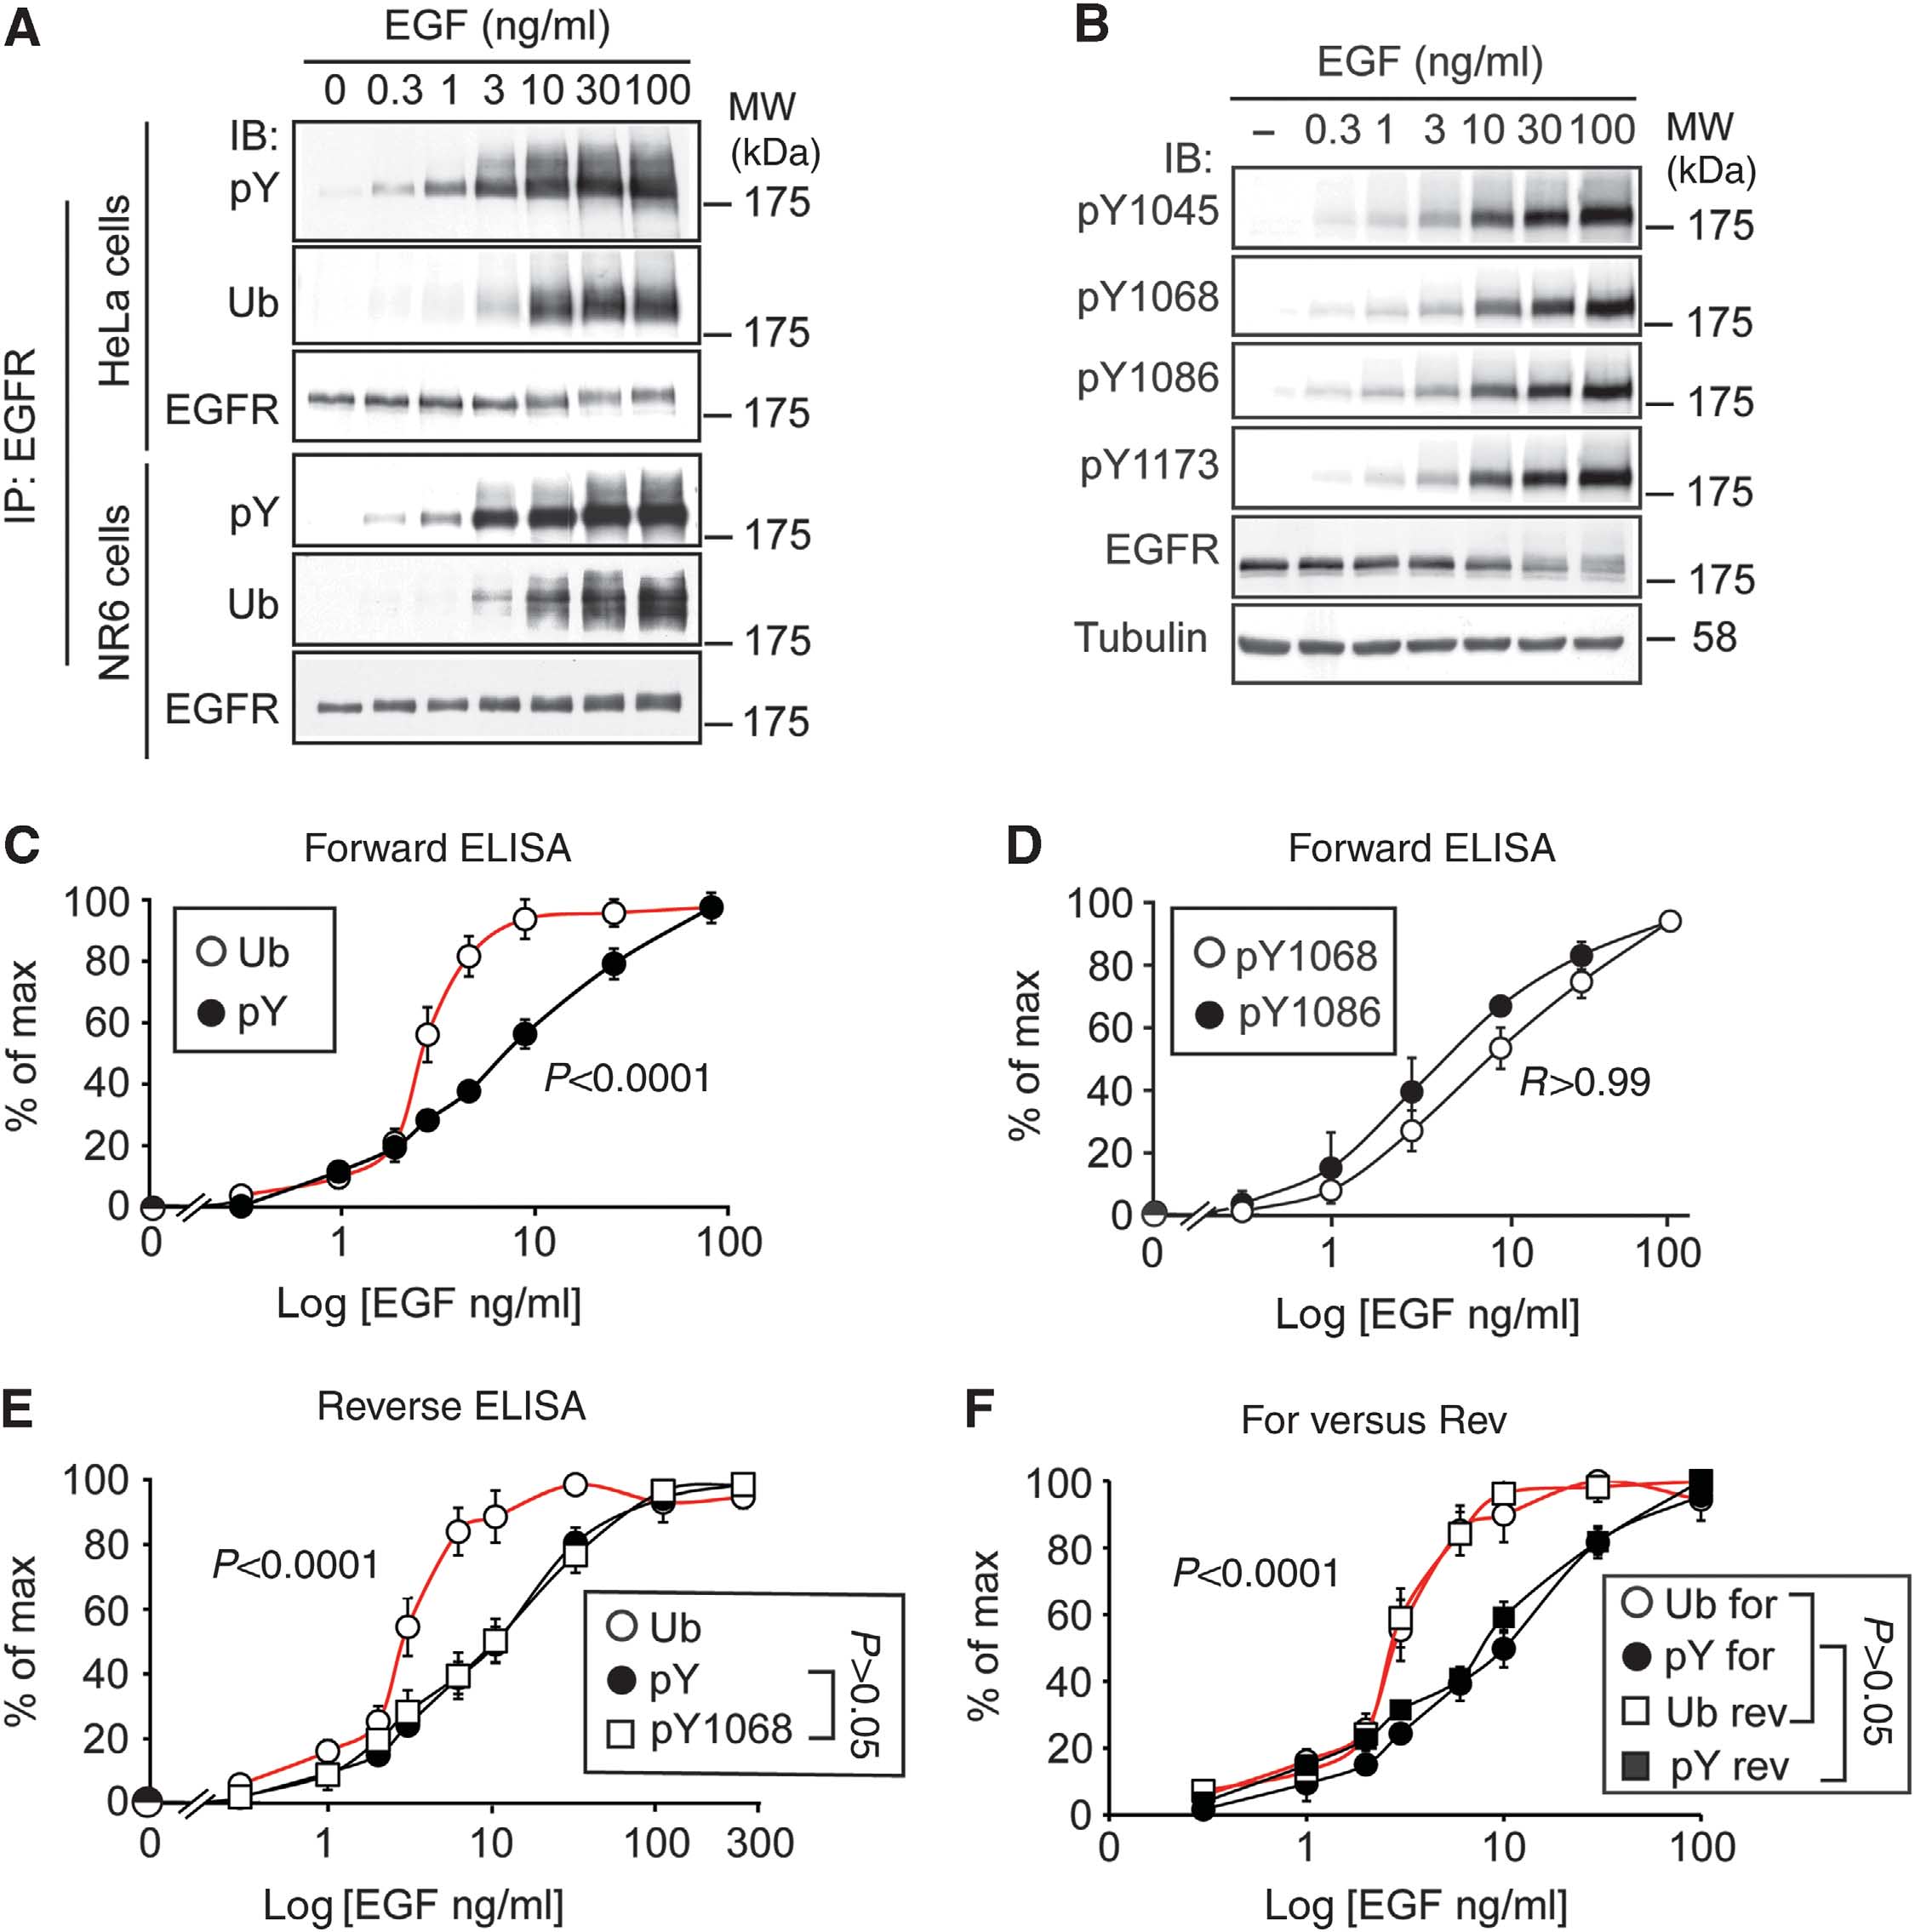 A
EGF (ng/ml)
0 0.3 1 3 10 30 100
MW
(kDa)
IB:
IP: EGFR
HeLa cells
pY
175
Ub
175
EGFR
175
NR6 cells
pY
175
Ub
175
EGFR
175
B
EGF (ng/ml)
– 0.3 1 3 10 30 100
MW
(kDa)
IB:
pY1045
175
pY1068
175
pY1086
175
pY1173
175
EGFR
175
Tubulin
58
C
Forward ELISA
% of max
100
80
60
40
20
0
Ub
pY
P<0.0001
0 1 10 100
Log [EGF ng/ml]
D
Forward ELISA
% of max
100
80
60
40
20
0
pY1068
pY1086
R>0.99
0 1 10 100
Log [EGF ng/ml]
E
Reverse ELISA
% of max
100
80
60
40
20
0
P<0.0001
Ub
pY
pY1068
P>0.05
0 1 10 100 300
Log [EGF ng/ml]
F
For versus Rev
% of max
100
80
60
40
20
0
P<0.0001
Ub for
pY for
Ub rev
pY rev
P>0.05
0 1 10 100
Log [EGF ng/ml]